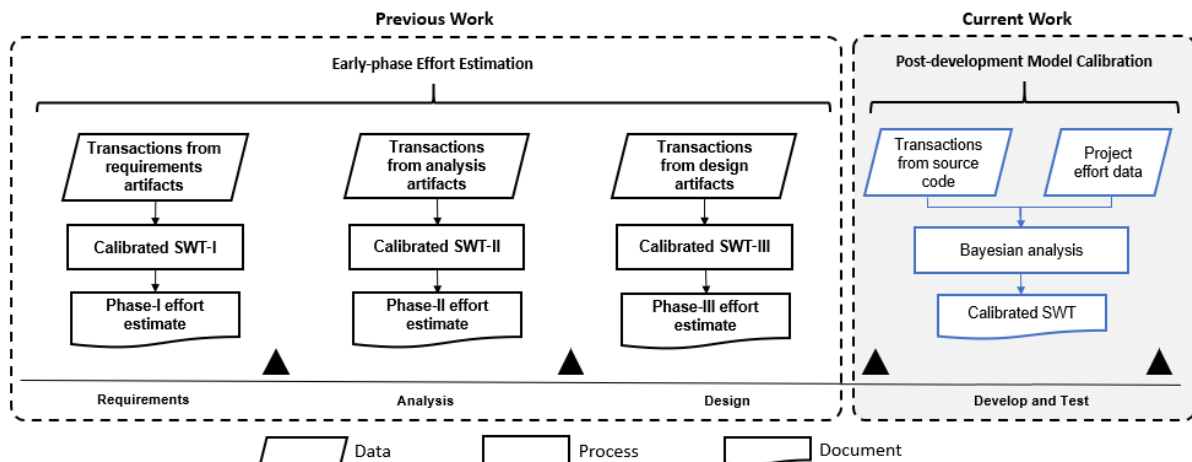 Previous Work
Current Work
Early-phase Effort Estimation
Post-development Model Calibration
Transactions from
requirements
artifacts
Transactions
from analysis
artifacts
Transactions
from design
artifacts
Transactions
from source
code
Project
effort data
Calibrated SWT-I
Calibrated SWT-II
Calibrated SWT-III
Bayesian analysis
Phase-I effort
estimate
Phase-II effort
estimate
Phase-III effort
estimate
Calibrated SWT
Requirements
Analysis
Design
Develop and Test
Data
Process
Document